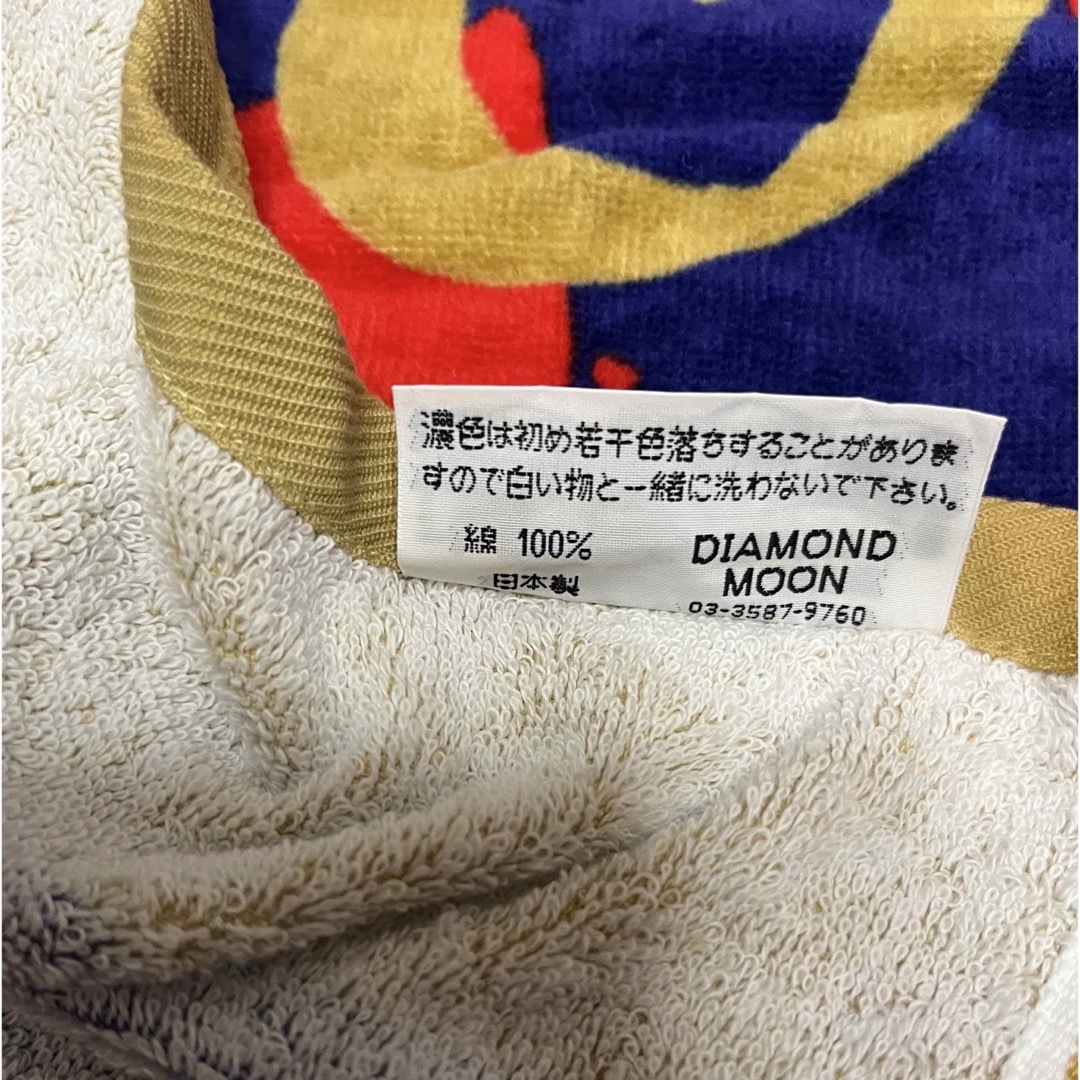 濃色は初め若干色落ちすることがありま
すので白い物と一緒に洗わないで下さい。
綿 100% DIAMOND
日本製 MOON
03-3587-9760